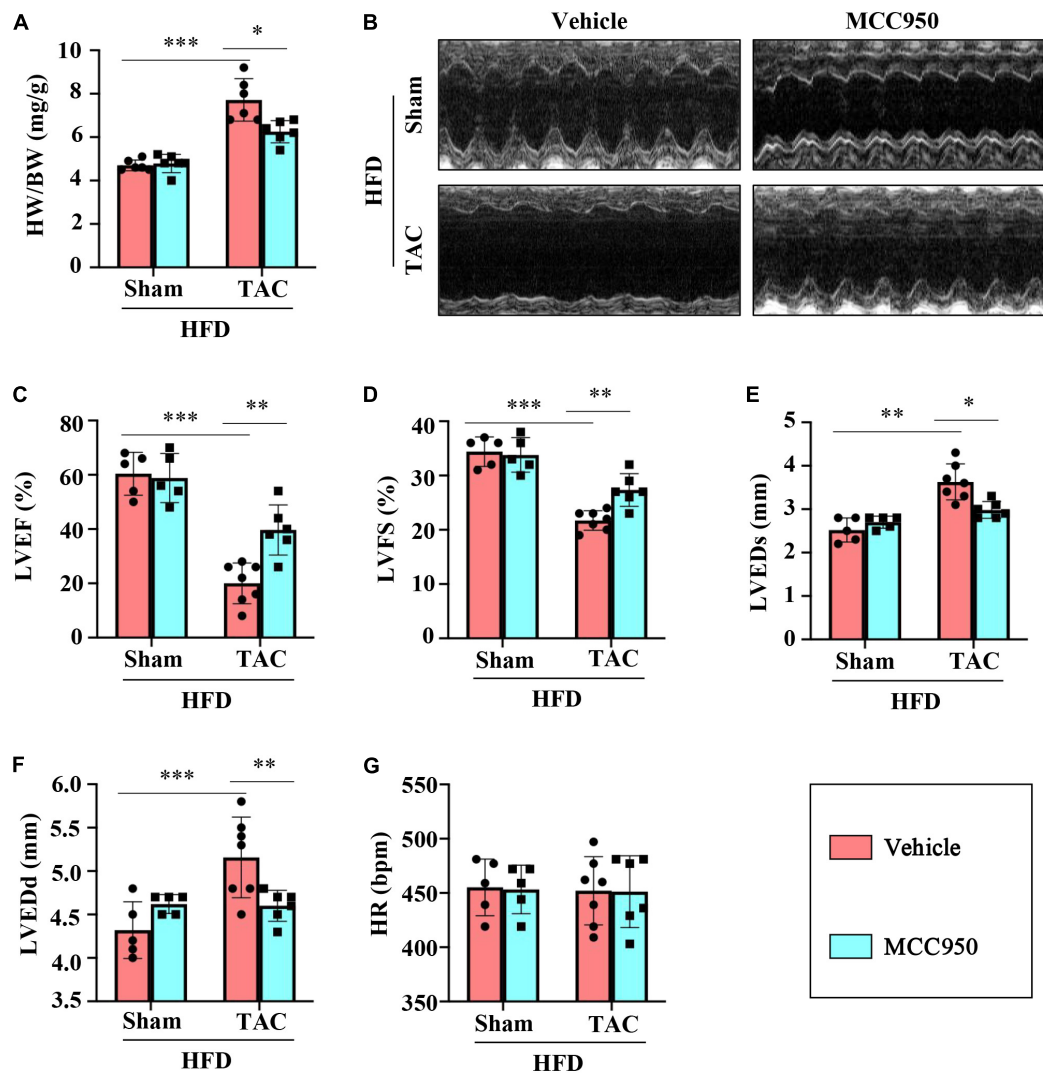 A
HW/BW (mg/g)
10
8
6
4
2
0
***
*
Sham
TAC
HFD
B
Vehicle
MCC950
HFD
Sham
TAC
C
LVEF (%)
80
60
40
20
0
***
**
Sham
TAC
HFD
D
LVFS (%)
40
30
20
10
0
***
**
Sham
TAC
HFD
E
LVEDs (mm)
5
4
3
2
1
0
**
*
Sham
TAC
HFD
F
LVEDd (mm)
6.0
5.5
5.0
4.5
4.0
3.5
***
**
Sham
TAC
HFD
G
HR (bpm)
550
500
450
400
350
Sham
TAC
HFD
Vehicle
MCC950